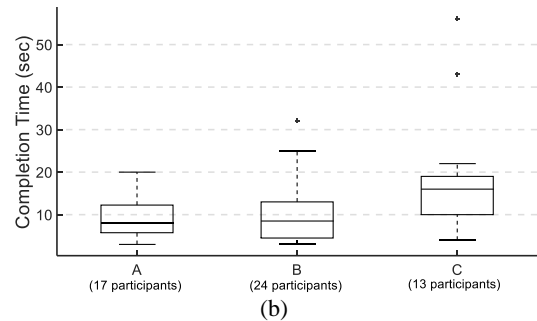 Completion Time (sec)
50
40
30
20
10
A
(17 participants)
B
(24 participants)
C
(13 participants)
(b)